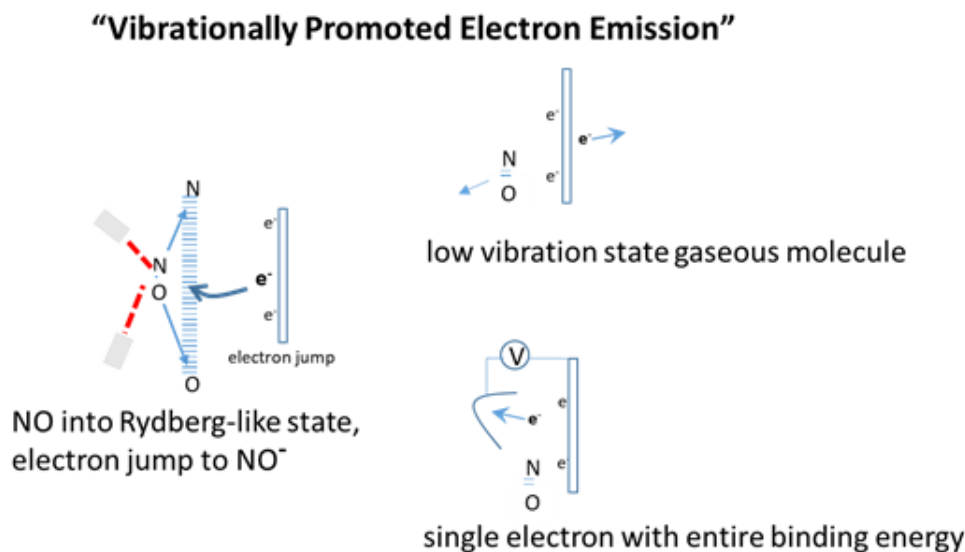 “Vibrationally Promoted Electron Emission”
N
N
O
O
e-
e-
e-
electron jump
NO into Rydberg-like state,
electron jump to NO-
e-
e-
e-
N
O
low vibration state gaseous molecule
V
e
e-
e-
N
O
single electron with entire binding energy